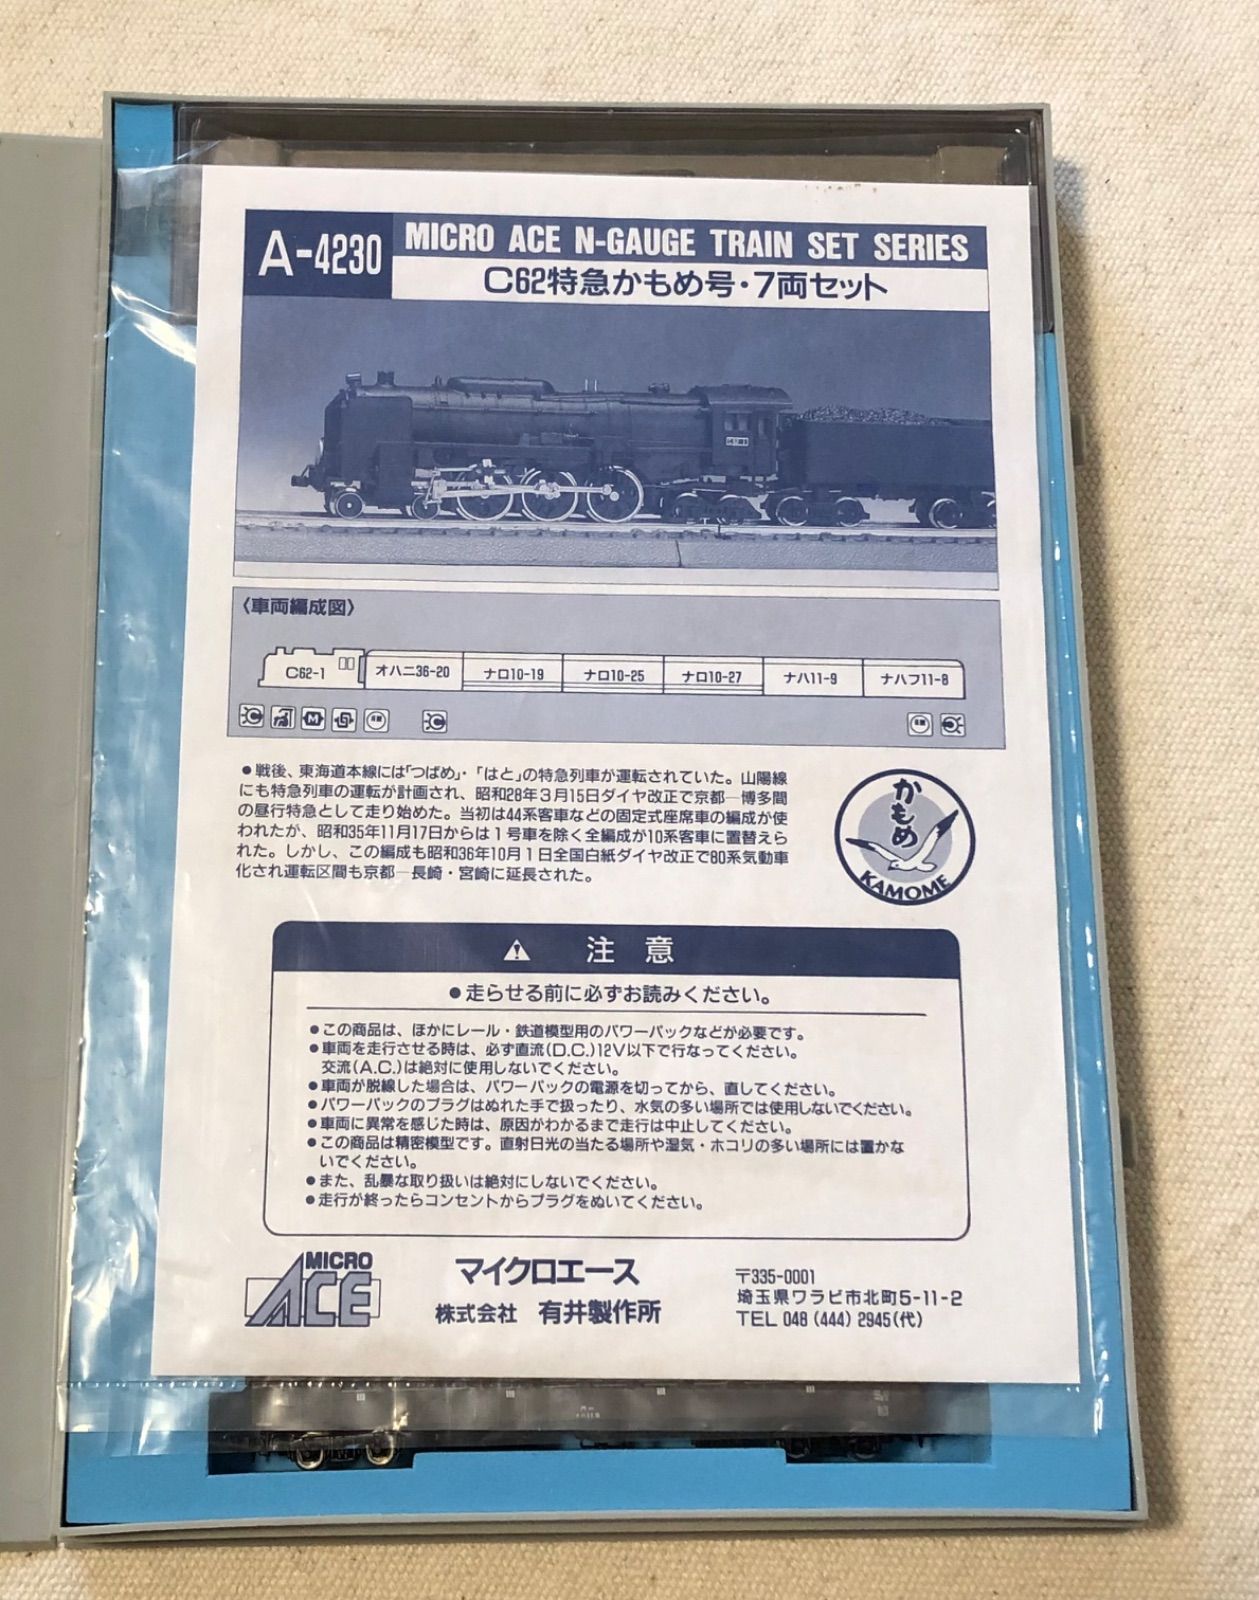 A-4230
MICRO ACE N-GAUGE TRAIN SET SERIES
C62特急かもめ号・7両セット
〈車両編成図〉
C62-1 オハニ36-20 ナロ10-19 ナロ10-25 ナロ10-27 ナハ11-9 ナハフ11-8
●戦後、東海道本線には「つばめ」・「はと」の特急列車が運転されていた。山陽線
にも特急列車の運転が計画され、昭和28年3月15日ダイヤ改正で京都―博多間
の昼行特急として走り始めた。当初は44系客車などの固定式座席車の編成が使
われたが、昭和35年11月17日からは1号車を除く全編成が10系客車に置替えら
れた。しかし、この編成も昭和36年10月1日全国白紙ダイヤ改正で80系気動車
化され運転区間も京都―長崎・宮崎に延長された。
かもめ
KAMOME
注意
●走らせる前に必ずお読みください。
●この商品は、ほかにレール・鉄道模型用のパワーパックなどが必要です。
●車両を走行させる時は、必ず直流(D.C.)12V以下で行なってください。
交流(A.C.)は絶対に使用しないでください。
●車両が脱線した場合は、パワーパックの電源を切ってから、直してください。
●パワーパックのプラグはぬれた手で扱ったり、水気の多い場所では使用しないでください。
●車両に異常を感じた時は、原因がわかるまで走行は中止してください。
●この商品は精密模型です。直射日光の当たる場所や湿気・ホコリの多い場所には置かな
いでください。
●また、乱暴な取り扱いは絶対にしないでください。
●走行が終ったらコンセントからプラグをぬいてください。
MICRO
ACE
マイクロエース
株式会社 有井製作所
〒335-0001
埼玉県ワラビ市北町5-11-2
TEL 048 (444) 2945(代)